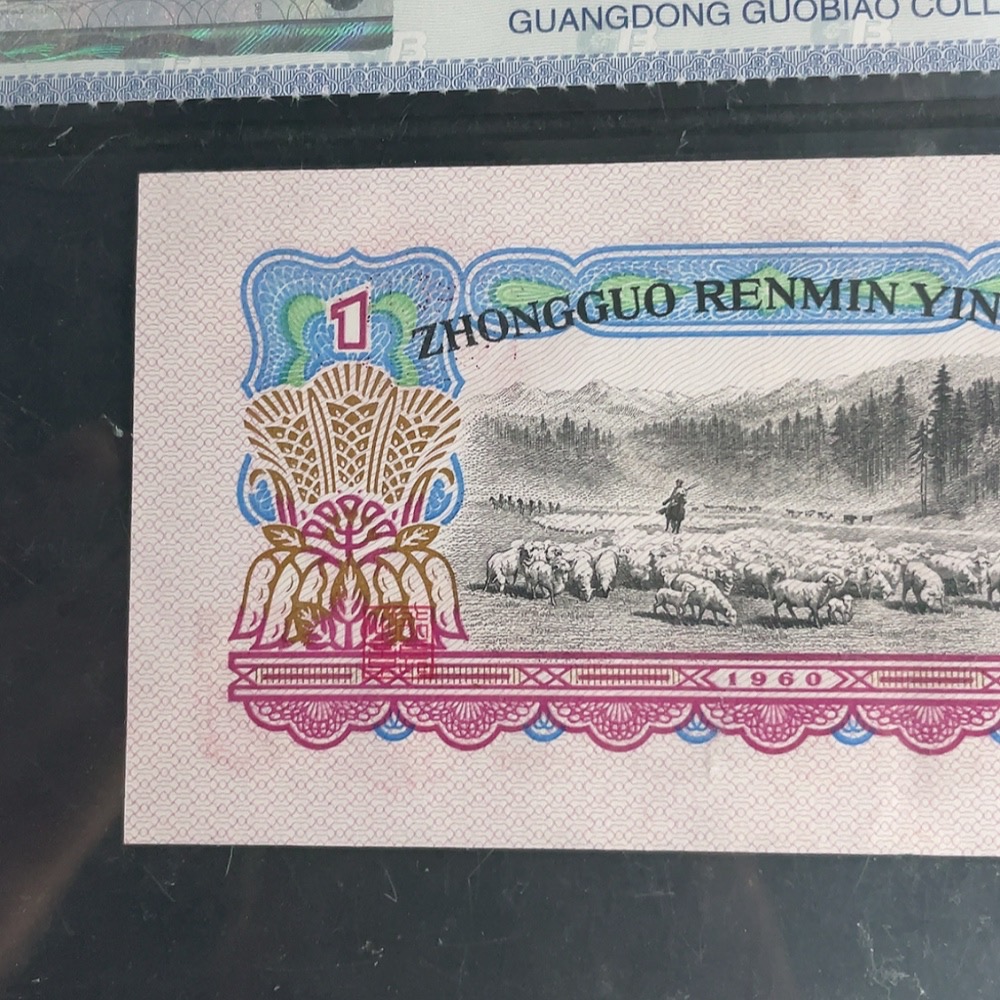 GUANGDONG GUOBIAO COLL
1
ZHONGGUO RENMIN YIN
1960